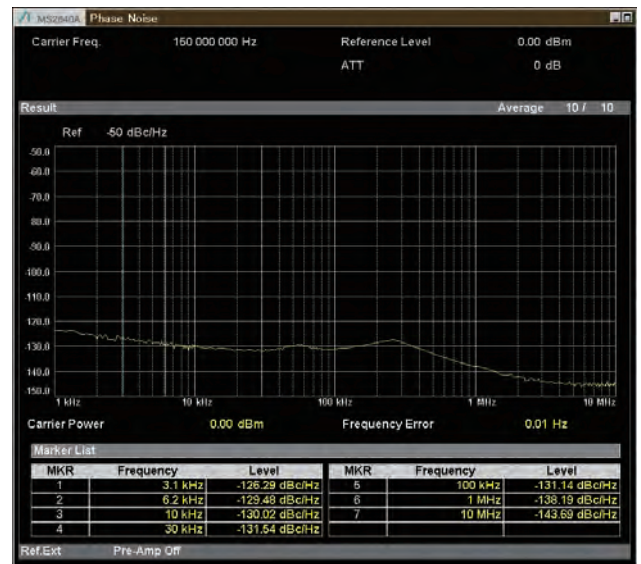 MS2840A Phase Noise
Carrier Freq. 150 000 000 Hz Reference Level 0.00 dBm
ATT 0 dB
Result Average 10 / 10
Ref -50 dBc/Hz
-50.0
-60.0
-70.0
-80.0
-90.0
-100.0
-110.0
-120.0
-130.0
-140.0
-150.0
1 kHz 10 kHz 100 kHz 1 MHz 10 MHz
Carrier Power 0.00 dBm Frequency Error 0.01 Hz
Marker List
MKR Frequency Level MKR Frequency Level
1 3.1 kHz -126.29 dBc/Hz 5 100 kHz -131.14 dBc/Hz
2 6.2 kHz -129.48 dBc/Hz 6 1 MHz -138.19 dBc/Hz
3 10 kHz -130.02 dBc/Hz 7 10 MHz -143.69 dBc/Hz
4 30 kHz -131.54 dBc/Hz
Ref.Ext Pre-Amp Off